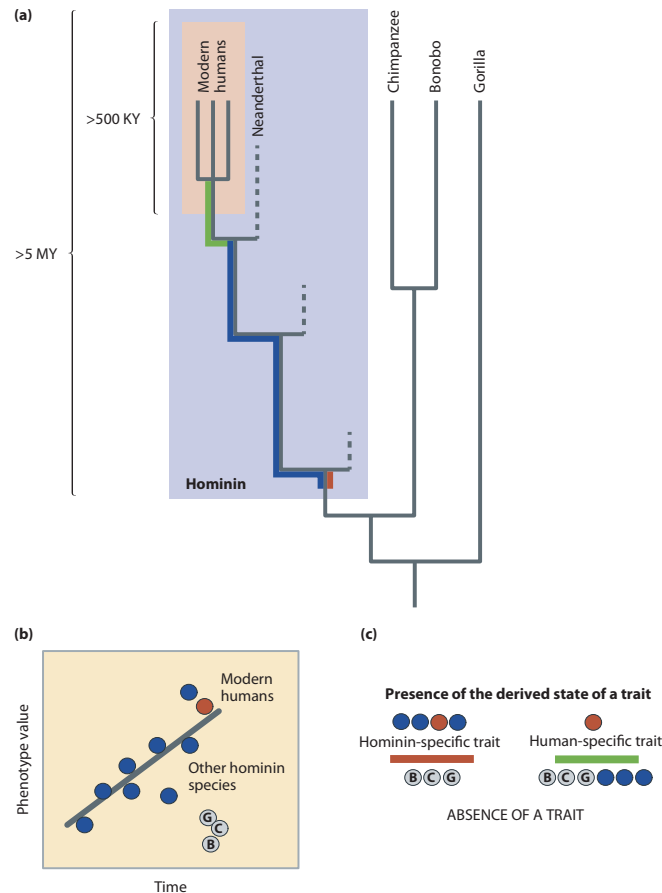 (a)
Modern
humans
Neanderthal
Chimpanzee
Bonobo
Gorilla
>500 KY
>5 MY
Hominin
(b)
Phenotype value
Modern
humans
Other hominin
species
G
C
B
Time
(c)
Presence of the derived state of a trait
Hominin-specific trait
Human-specific trait
B C G
B C G
ABSENCE OF A TRAIT